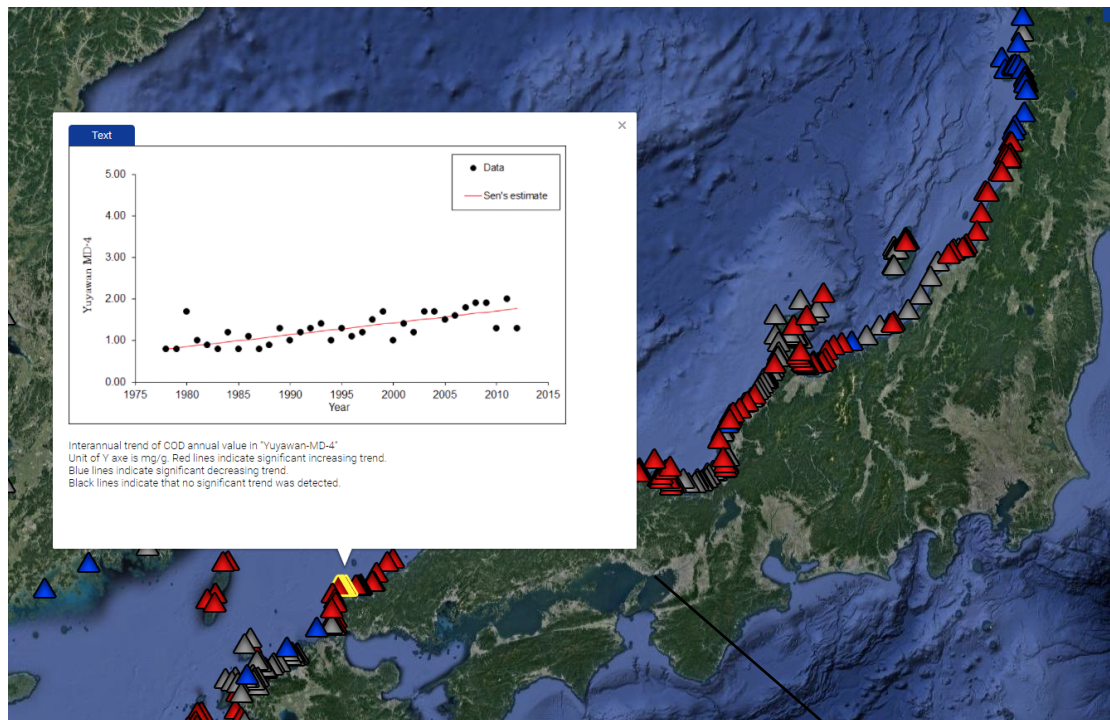 Text
×
Data
Sen's estimate
5.00
4.00
3.00
2.00
1.00
0.00
Yuyawan MD-4
1975 1980 1985 1990 1995 2000 2005 2010 2015
Year
Interannual trend of COD annual value in "Yuyawan-MD-4"
Unit of Y axe is mg/g. Red lines indicate significant increasing trend.
Blue lines indicate significant decreasing trend.
Black lines indicate that no significant trend was detected.